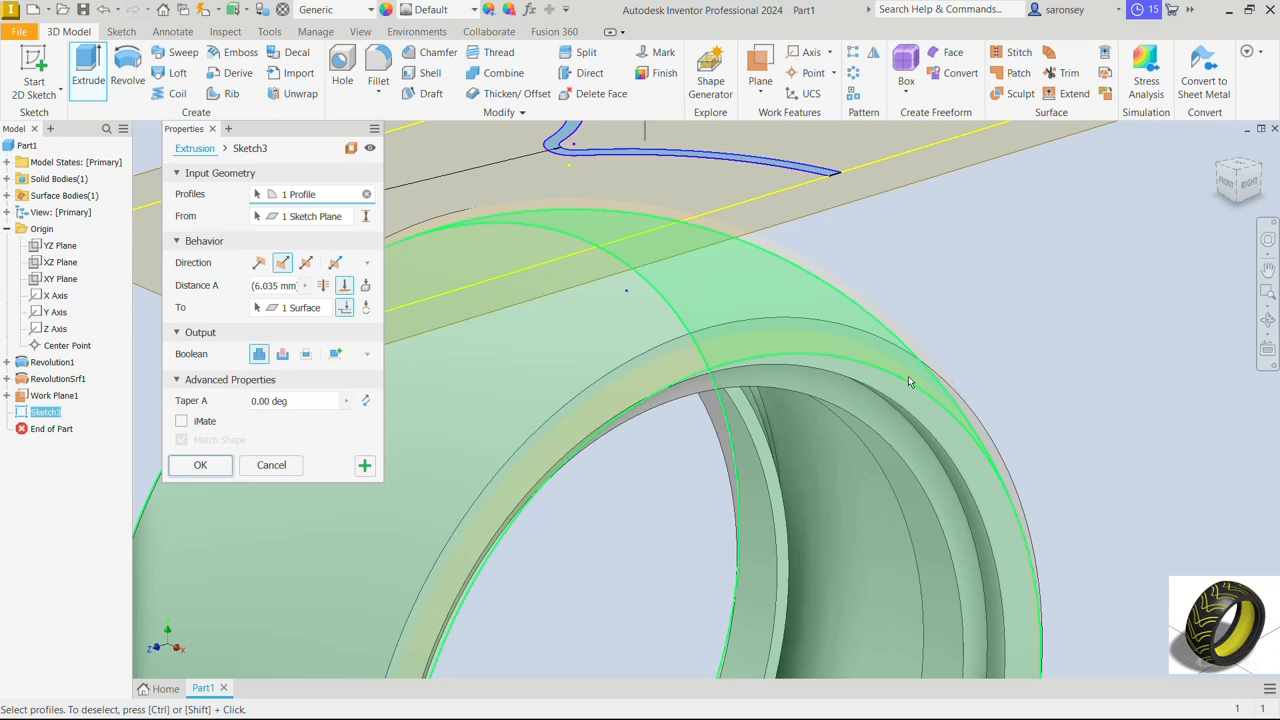 File Generic Default Autodesk Inventor Professional 2024 Part1 Search Help & Commands... saronsey 15
File 3D Model Sketch Annotate Inspect Tools Manage View Environments Collaborate Fusion 360
Start 2D Sketch Extrude Revolve Sweep Emboss Decal Hole Fillet Chamfer Thread Split Mark Shape Generator Plane Axis Box Face Stitch Stress Analysis Convert to Sheet Metal
Loft Derive Import Shell Combine Direct Finish Point Convert Patch Trim
Coil Rib Unwrap Draft Thicken/ Offset Delete Face UCS Sculpt Extend
Sketch Create Modify Explore Work Features Pattern Create Freeform Surface Simulation Convert
Model
Part1
Model States: [Primary]
Solid Bodies(1)
Surface Bodies(1)
View: [Primary]
Origin
YZ Plane
XZ Plane
XY Plane
X Axis
Y Axis
Z Axis
Center Point
Revolution1
RevolutionSrf1
Work Plane1
Sketch3
End of Part
Properties
Extrusion > Sketch3
Input Geometry
Profiles 1 Profile
From 1 Sketch Plane
Behavior
Direction
Distance A (6.035 mm)
To 1 Surface
Output
Boolean
Advanced Properties
Taper A 0.00 deg
iMate
Match Shape
OK Cancel
FRONT RIGHT
Z X
Home Part1
Select profiles. To deselect, press [Ctrl] or [Shift] + Click. 1 1